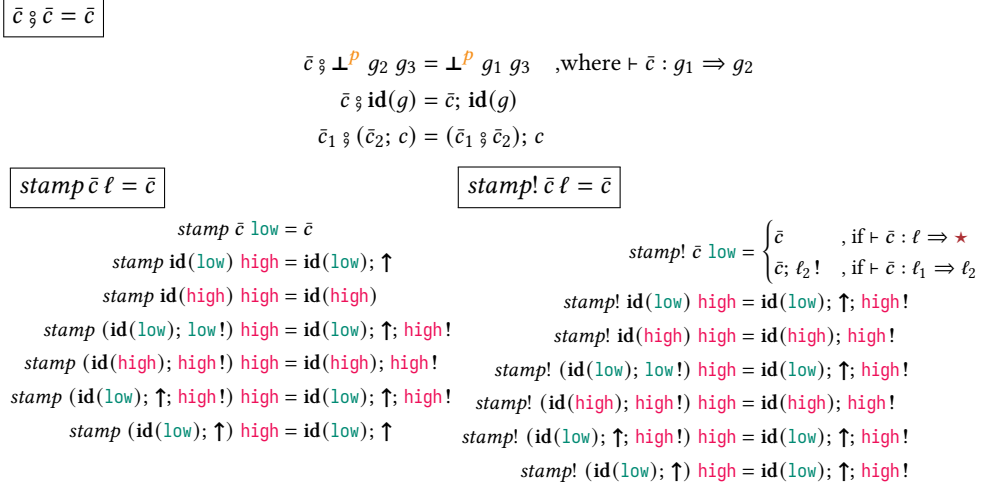 c̄ ⨟ c̄ = c̄
c̄ ⨟ ⊥ᵖ g₂ g₃ = ⊥ᵖ g₁ g₃ ,where ⊢ c̄ : g₁ ⇒ g₂
c̄ ⨟ id(g) = c̄; id(g)
c̄₁ ⨟ (c̄₂; c) = (c̄₁ ⨟ c̄₂); c
stamp c̄ ℓ = c̄
stamp c̄ low = c̄
stamp id(low) high = id(low); ↑
stamp id(high) high = id(high)
stamp (id(low); low!) high = id(low); ↑; high!
stamp (id(high); high!) high = id(high); high!
stamp (id(low); ↑; high!) high = id(low); ↑; high!
stamp (id(low); ↑) high = id(low); ↑
stamp! c̄ ℓ = c̄
stamp! c̄ low = { c̄ , if ⊢ c̄ : ℓ ⇒ ★
c̄; ℓ₂! , if ⊢ c̄ : ℓ₁ ⇒ ℓ₂
stamp! id(low) high = id(low); ↑; high!
stamp! id(high) high = id(high); high!
stamp! (id(low); low!) high = id(low); ↑; high!
stamp! (id(high); high!) high = id(high); high!
stamp! (id(low); ↑; high!) high = id(low); ↑; high!
stamp! (id(low); ↑) high = id(low); ↑; high!